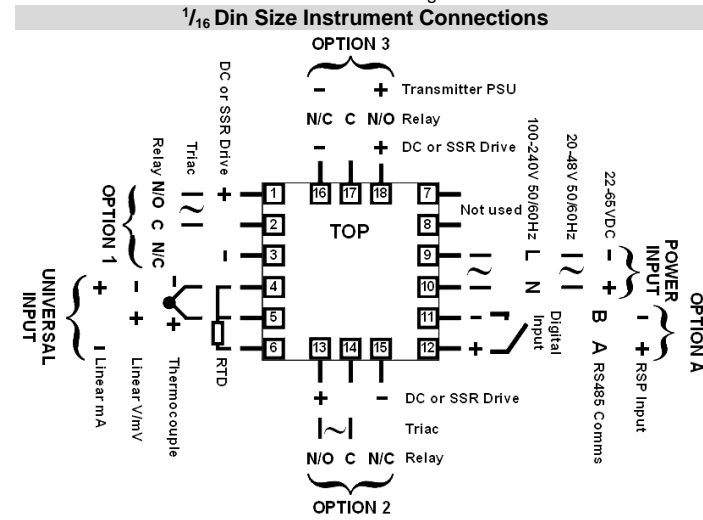 1/16 Din Size Instrument Connections
OPTION 3
− + Transmitter PSU
N/C C N/O Relay
− + DC or SSR Drive
16 17 18
TOP
1
2
3
4
5
6
7
8
9
10
11
12
13 14 15
DC or SSR Drive
+
−
Triac
~
Relay N/O C N/C
OPTION 1
UNIVERSAL
INPUT
+ − Linear mA
− + Linear V/mV
− + Thermocouple
RTD
Not used
100-240V 50/60Hz
~ L N
20-48V 50/60Hz
~
22-65VDC
− +
POWER
INPUT
− +
Digital
Input
B A RS485 Comms
− + RSP Input
OPTION A
+ − DC or SSR Drive
~ Triac
N/O C N/C Relay
OPTION 2